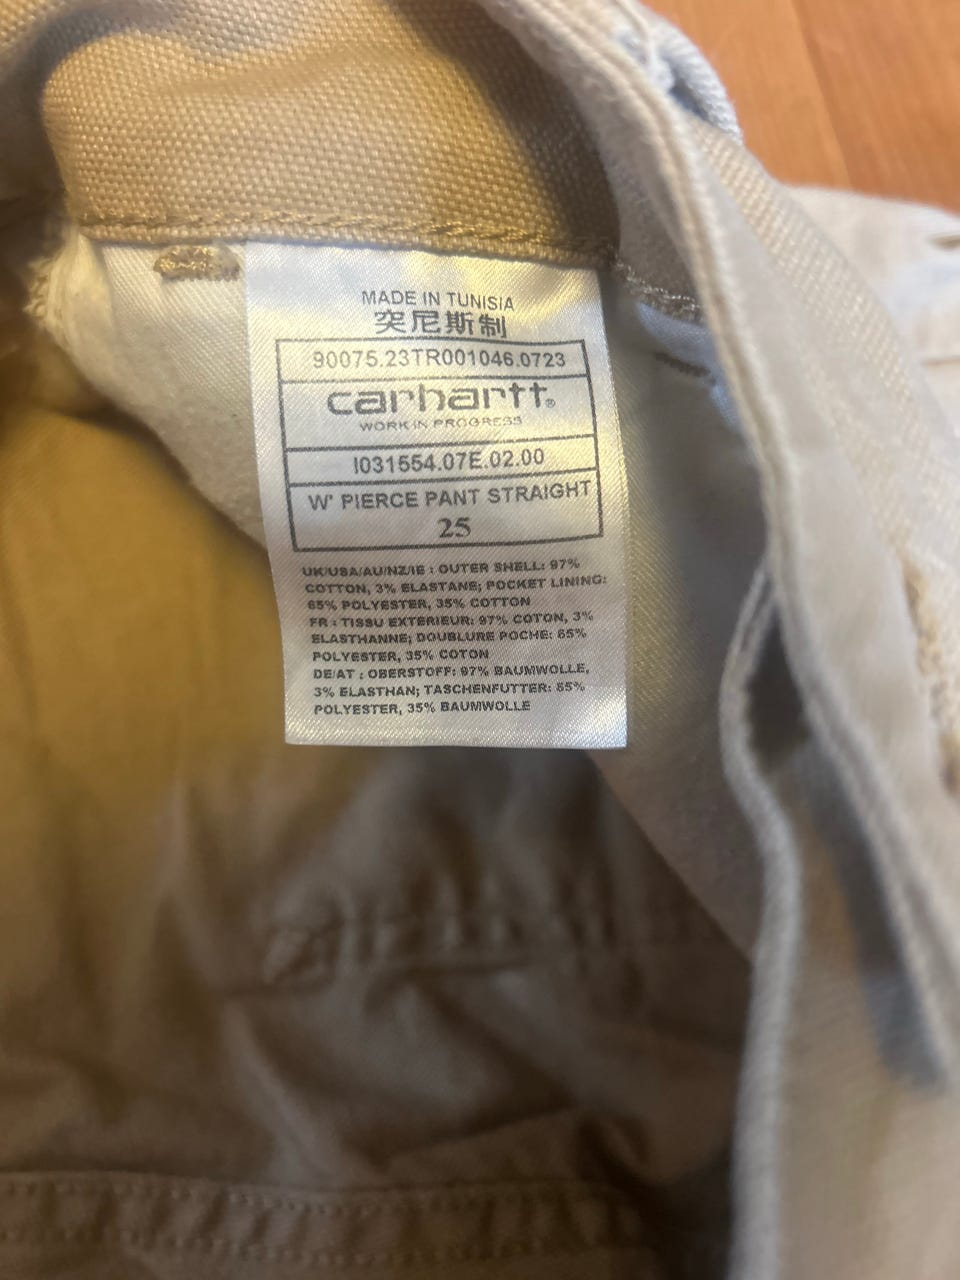 MADE IN TUNISIA
突尼斯制
90075.23TR001046.0723
carhartt®
WORK IN PROGRESS
I031554.07E.02.00
W' PIERCE PANT STRAIGHT
25
UK/USA/AU/NZ/IE : OUTER SHELL: 97%
COTTON, 3% ELASTANE; POCKET LINING:
65% POLYESTER, 35% COTTON
FR : TISSU EXTERIEUR: 97% COTON, 3%
ELASTHANNE; DOUBLURE POCHE: 65%
POLYESTER, 35% COTON
DE/AT : OBERSTOFF: 97% BAUMWOLLE,
3% ELASTHAN; TASCHENFUTTER: 65%
POLYESTER, 35% BAUMWOLLE